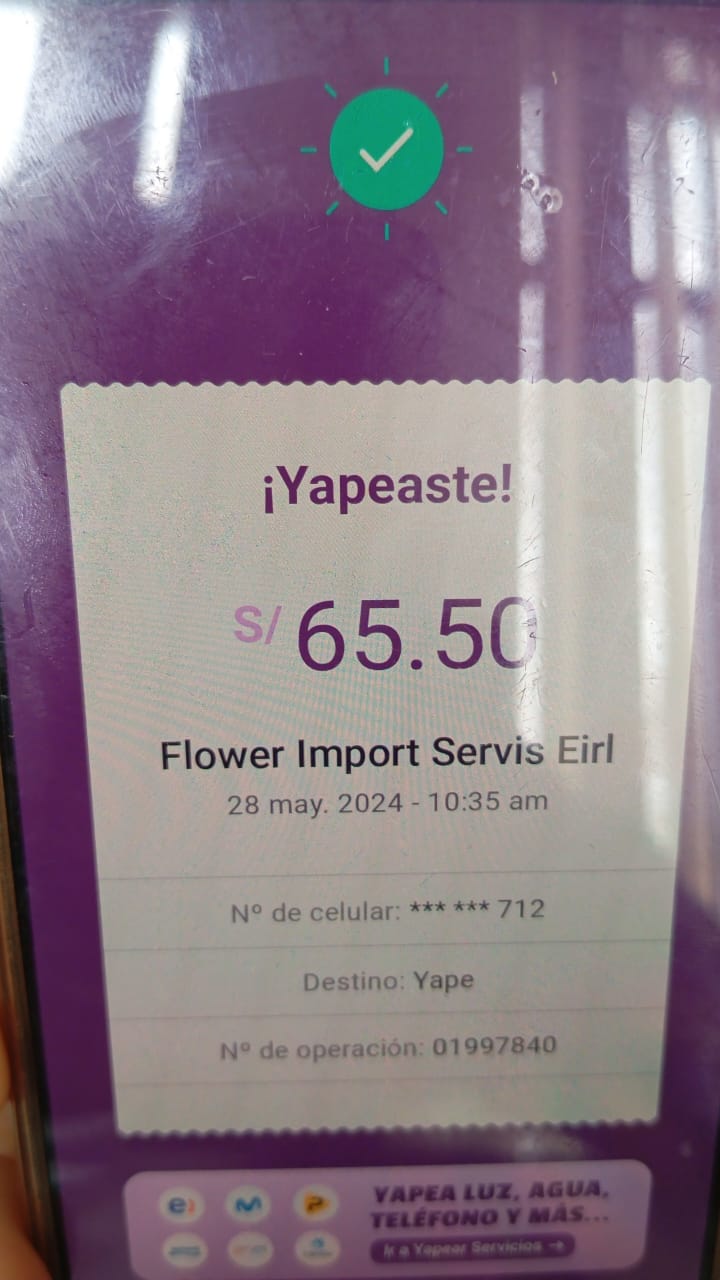 ¡Yapeaste!
S/ 65.50
Flower Import Servis Eirl
28 may. 2024 - 10:35 am
Nº de celular: *** *** 712
Destino: Yape
Nº de operación: 01997840
YAPEA LUZ, AGUA,
TELÉFONO Y MÁS...
Ir a Yapear Servicios →